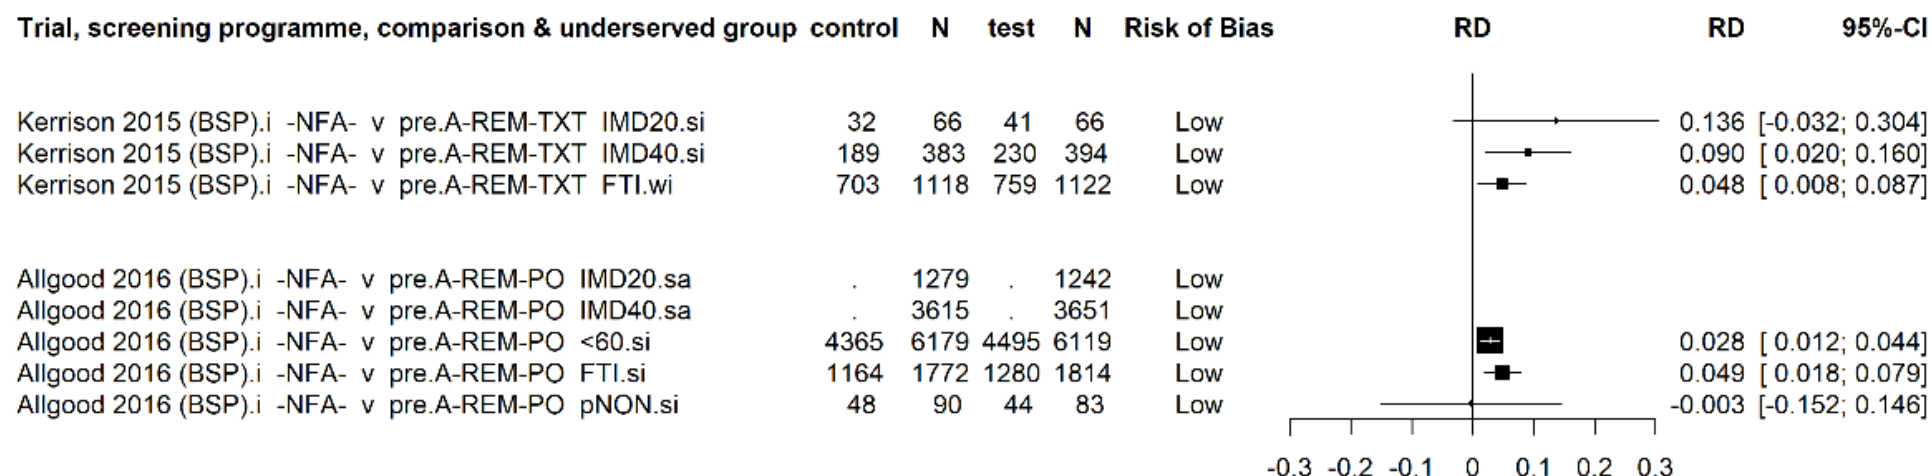 Trial, screening programme, comparison & underserved group control N test N Risk of Bias RD RD 95%-CI
Kerrison 2015 (BSP).i -NFA- v pre.A-REM-TXT IMD20.si 32 66 41 66 Low 0.136 [-0.032; 0.304]
Kerrison 2015 (BSP).i -NFA- v pre.A-REM-TXT IMD40.si 189 383 230 394 Low 0.090 [ 0.020; 0.160]
Kerrison 2015 (BSP).i -NFA- v pre.A-REM-TXT FTI.wi 703 1118 759 1122 Low 0.048 [ 0.008; 0.087]
Allgood 2016 (BSP).i -NFA- v pre.A-REM-PO IMD20.sa . 1279 . 1242 Low
Allgood 2016 (BSP).i -NFA- v pre.A-REM-PO IMD40.sa . 3615 . 3651 Low
Allgood 2016 (BSP).i -NFA- v pre.A-REM-PO <60.si 4365 6179 4495 6119 Low 0.028 [ 0.012; 0.044]
Allgood 2016 (BSP).i -NFA- v pre.A-REM-PO FTI.si 1164 1772 1280 1814 Low 0.049 [ 0.018; 0.079]
Allgood 2016 (BSP).i -NFA- v pre.A-REM-PO pNON.si 48 90 44 83 Low -0.003 [-0.152; 0.146]
-0.3 -0.2 -0.1 0 0.1 0.2 0.3